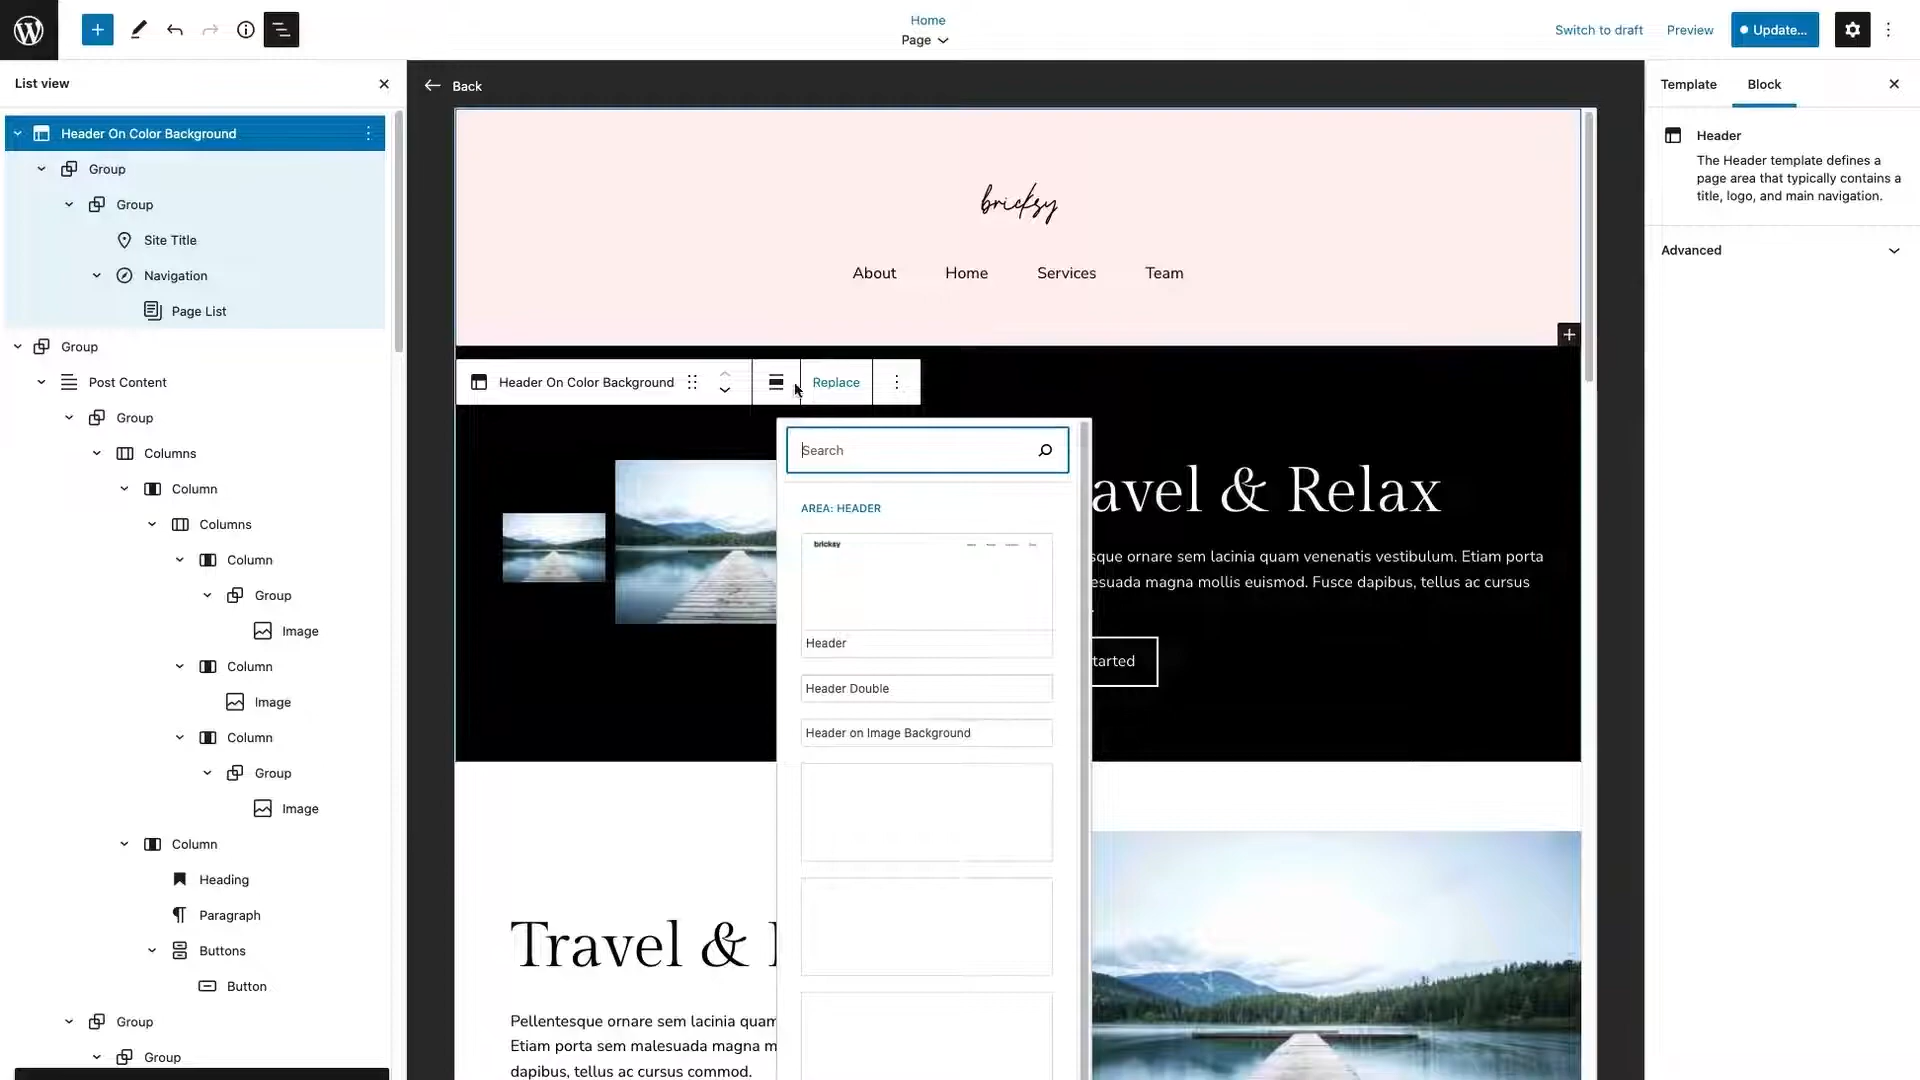 Home
Page
Switch to draft
Preview
Update...
List view
Header On Color Background
Group
Group
Site Title
Navigation
Page List
Group
Post Content
Group
Columns
Column
Columns
Column
Group
Image
Column
Image
Column
Group
Image
Column
Heading
Paragraph
Buttons
Button
Group
Group
Back
bricksy
About
Home
Services
Team
Header On Color Background
Replace
Search
AREA: HEADER
bricksy
Header
Header Double
Header on Image Background
avel & Relax
sque ornare sem lacinia quam venenatis vestibulum. Etiam porta
esuada magna mollis euismod. Fusce dapibus, tellus ac cursus
tarted
Travel &
Pellentesque ornare sem lacinia quam
Etiam porta sem malesuada magna m
dapibus, tellus ac cursus commod.
Template
Block
Header
The Header template defines a
page area that typically contains a
title, logo, and main navigation.
Advanced